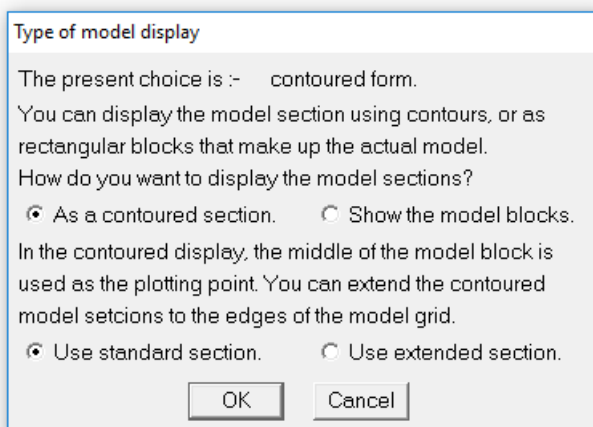 Type of model display
The present choice is :- contoured form.
You can display the model section using contours, or as
rectangular blocks that make up the actual model.
How do you want to display the model sections?
As a contoured section. Show the model blocks.
In the contoured display, the middle of the model block is
used as the plotting point. You can extend the contoured
model setcions to the edges of the model grid.
Use standard section. Use extended section.
OK Cancel